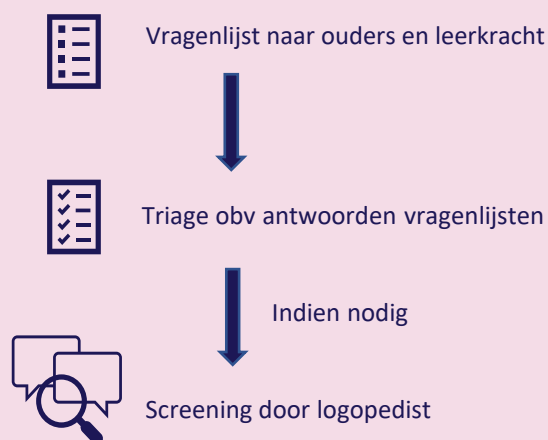 Vragenlijst naar ouders en leerkracht
Triage obv antwoorden vragenlijsten
Indien nodig
Screening door logopedist